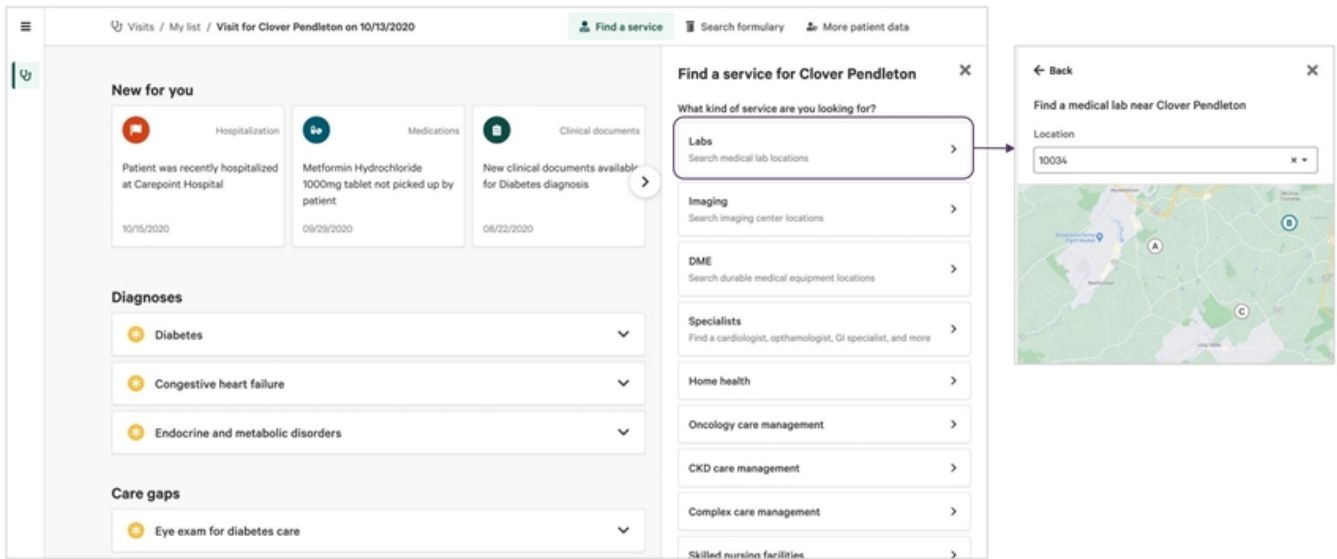 Visits / My list / Visit for Clover Pendleton on 10/13/2020
Find a service
Search formulary
More patient data
New for you
Hospitalization
Patient was recently hospitalized
at Carepoint Hospital
10/15/2020
Medications
Metformin Hydrochloride
1000mg tablet not picked up by
patient
09/29/2020
Clinical documents
New clinical documents available
for Diabetes diagnosis
08/22/2020
Diagnoses
Diabetes
Congestive heart failure
Endocrine and metabolic disorders
Care gaps
Eye exam for diabetes care
Find a service for Clover Pendleton
What kind of service are you looking for?
Labs
Search medical lab locations
Imaging
Search imaging center locations
DME
Search durable medical equipment locations
Specialists
Find a cardiologist, opthamologist, GI specialist, and more
Home health
Oncology care management
CKD care management
Complex care management
Skilled nursing facilities
Back
Find a medical lab near Clover Pendleton
Location
10034
A
B
C
Long Valley